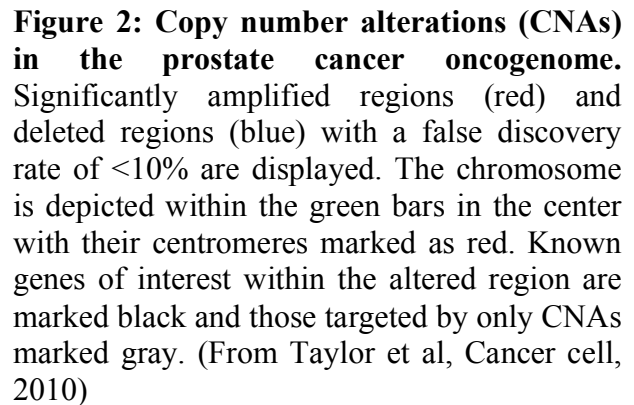 Figure 2: Copy number alterations (CNAs)
in the prostate cancer oncogenome.
Significantly amplified regions (red) and
deleted regions (blue) with a false discovery
rate of <10% are displayed. The chromosome
is depicted within the green bars in the center
with their centromeres marked as red. Known
genes of interest within the altered region are
marked black and those targeted by only CNAs
marked gray. (From Taylor et al, Cancer cell,
2010)